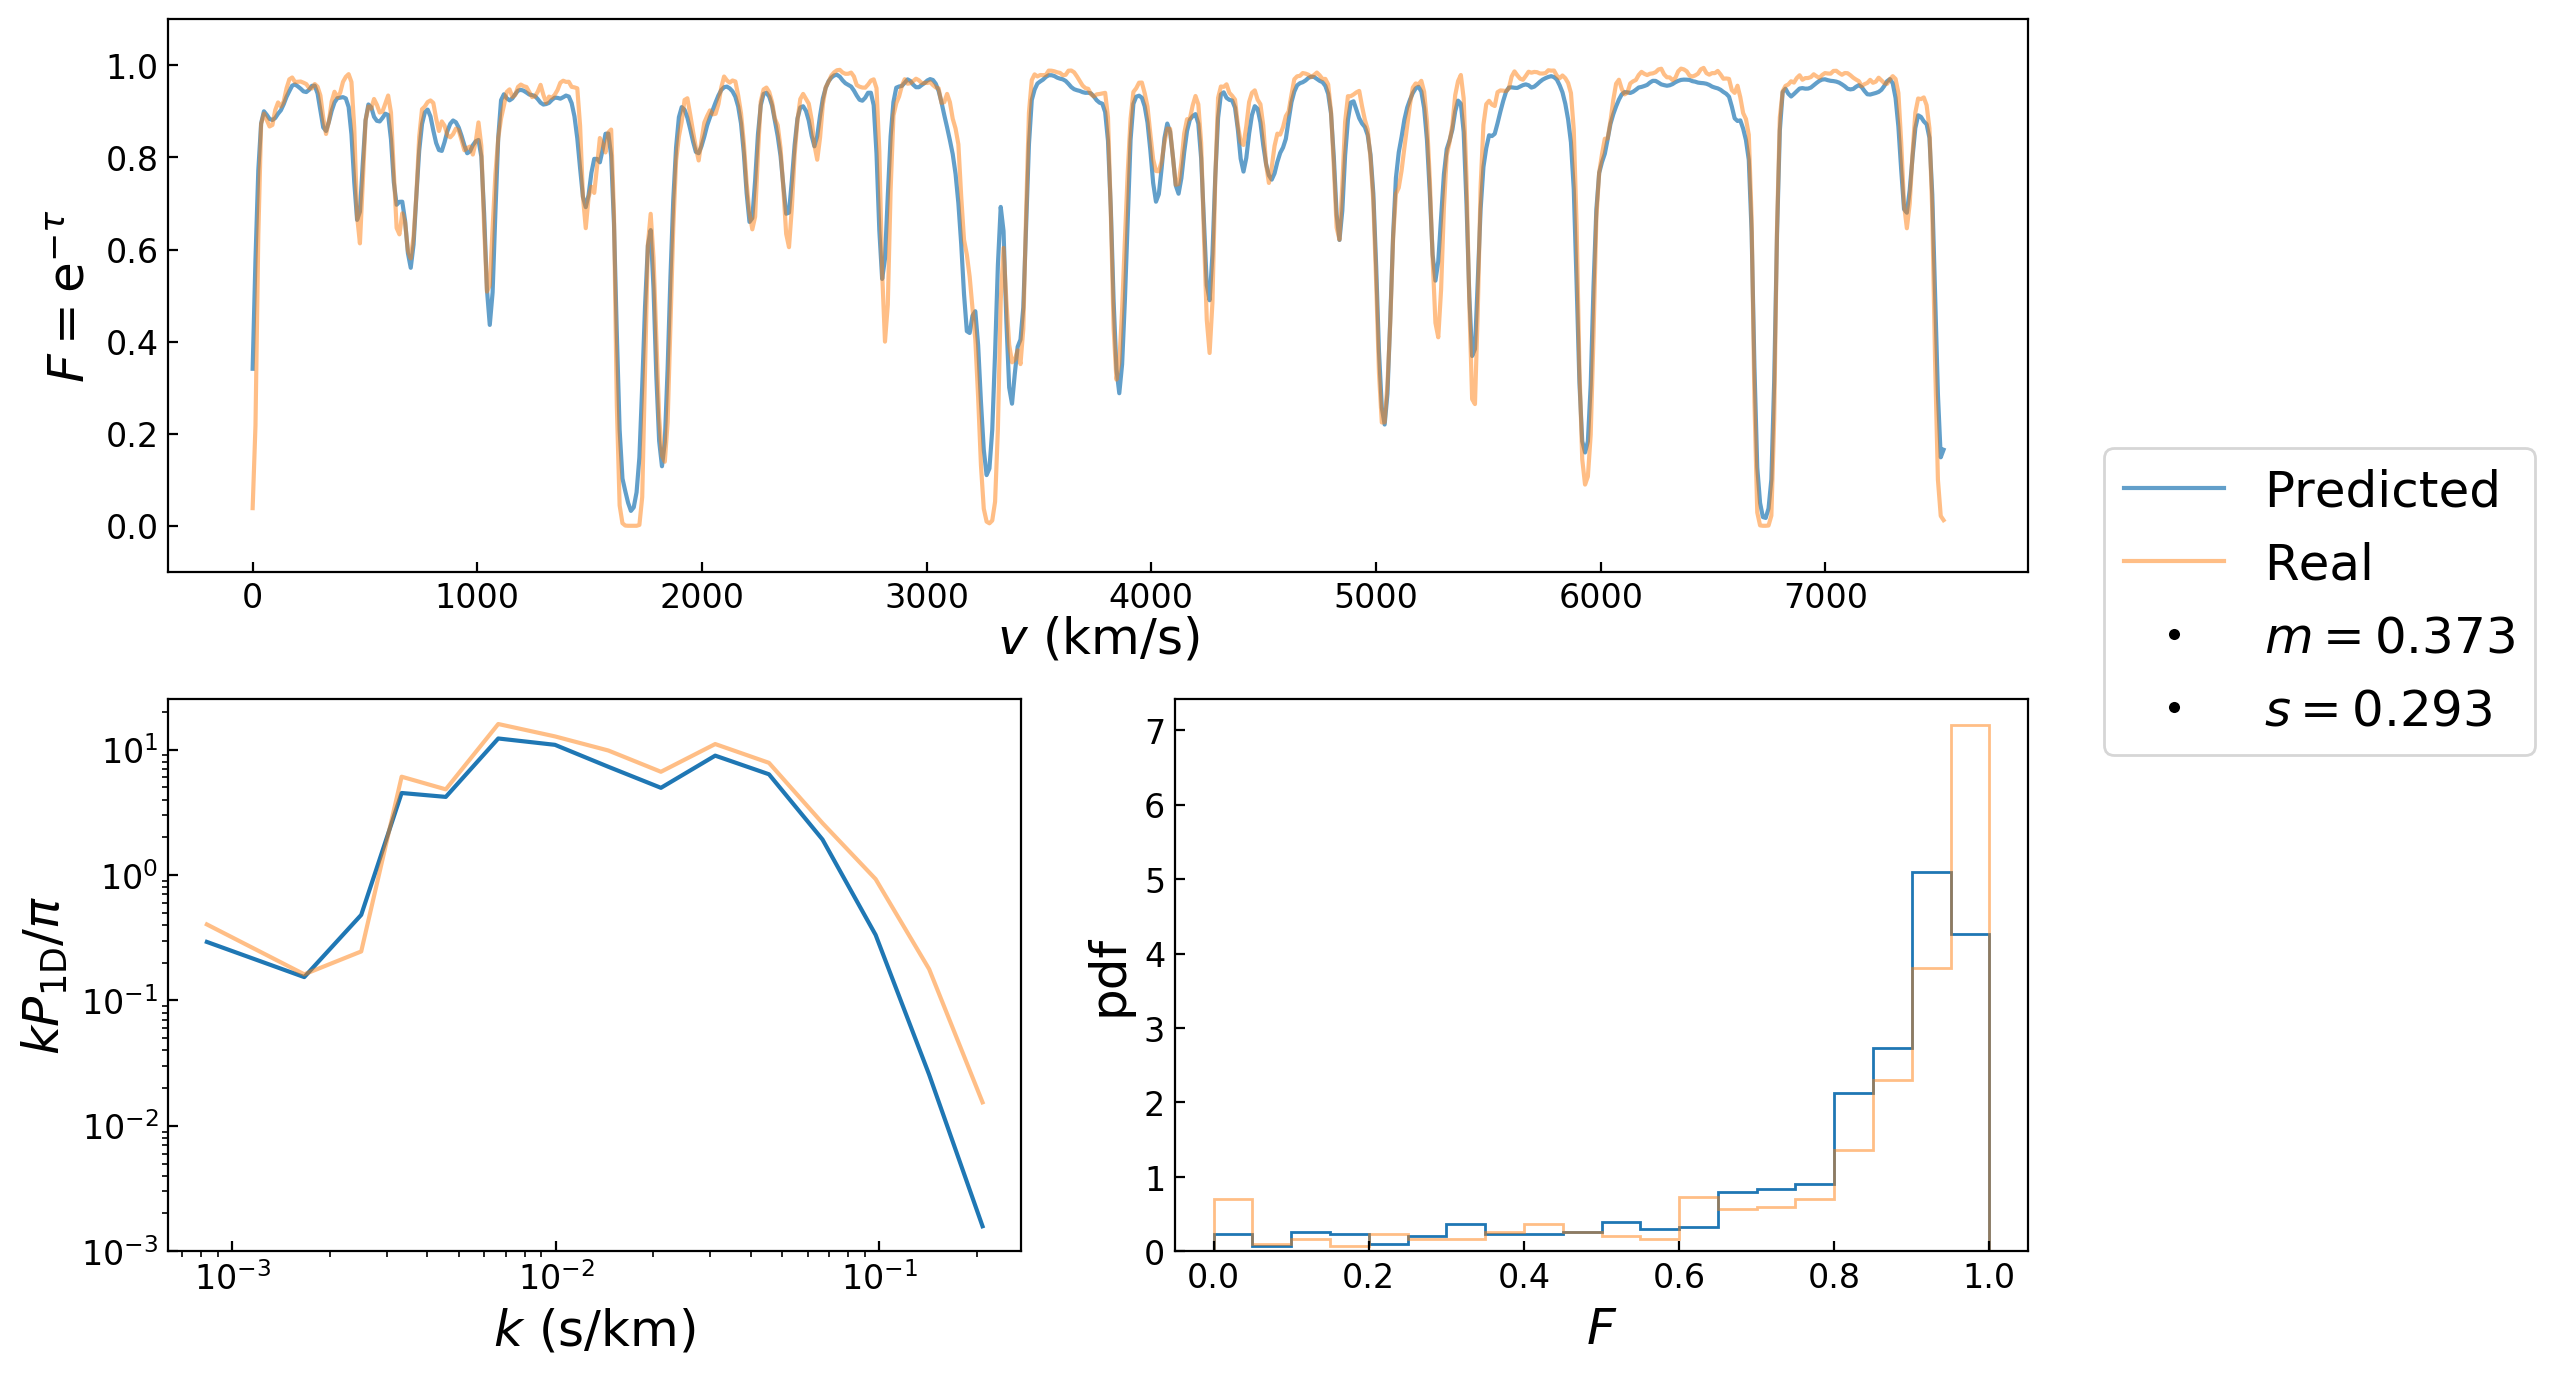 1.0
0.8
0.6
0.4
0.2
0.0
F = e^{−τ}
0 1000 2000 3000 4000 5000 6000 7000
v (km/s)
Predicted
Real
m = 0.373
s = 0.293
10^1
10^0
10^{−1}
10^{−2}
10^{−3}
kP_{1D}/π
10^{−3} 10^{−2} 10^{−1}
k (s/km)
7
6
5
4
3
2
1
0
pdf
0.0 0.2 0.4 0.6 0.8 1.0
F